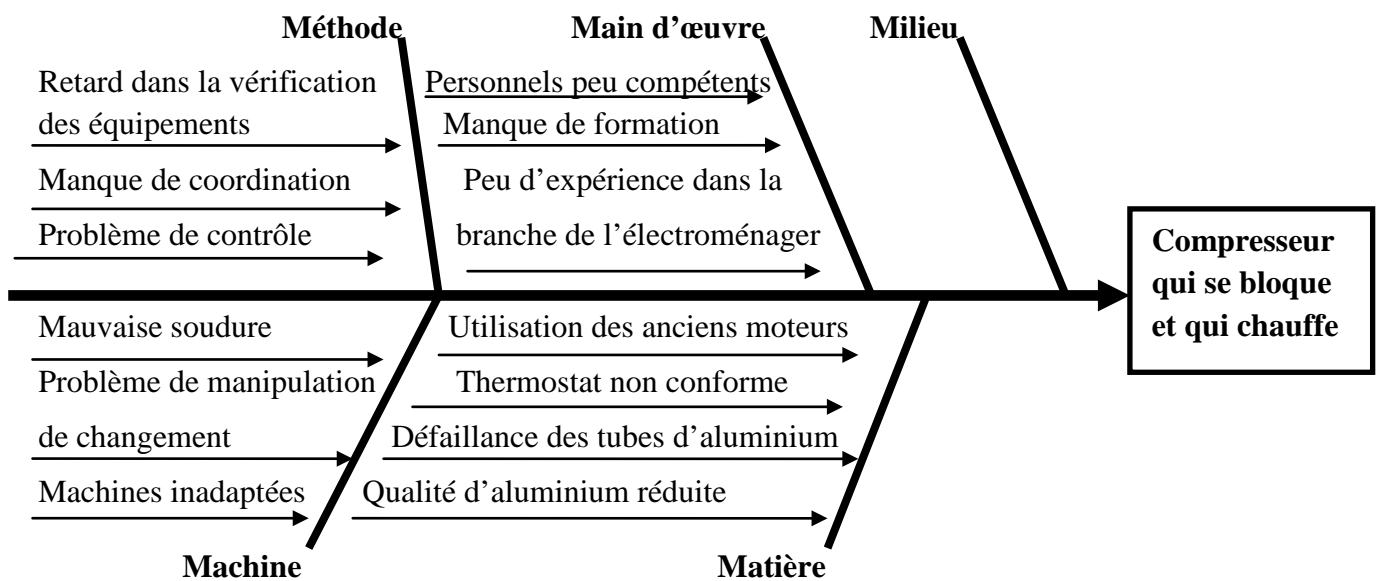 Méthode
Main d'œuvre
Milieu
Retard dans la vérification
des équipements
Manque de coordination
Problème de contrôle
Personnels peu compétents
Manque de formation
Peu d'expérience dans la
branche de l'électroménager
Compresseur
qui se bloque
et qui chauffe
Mauvaise soudure
Problème de manipulation
de changement
Machines inadaptées
Utilisation des anciens moteurs
Thermostat non conforme
Défaillance des tubes d'aluminium
Qualité d'aluminium réduite
Machine
Matière